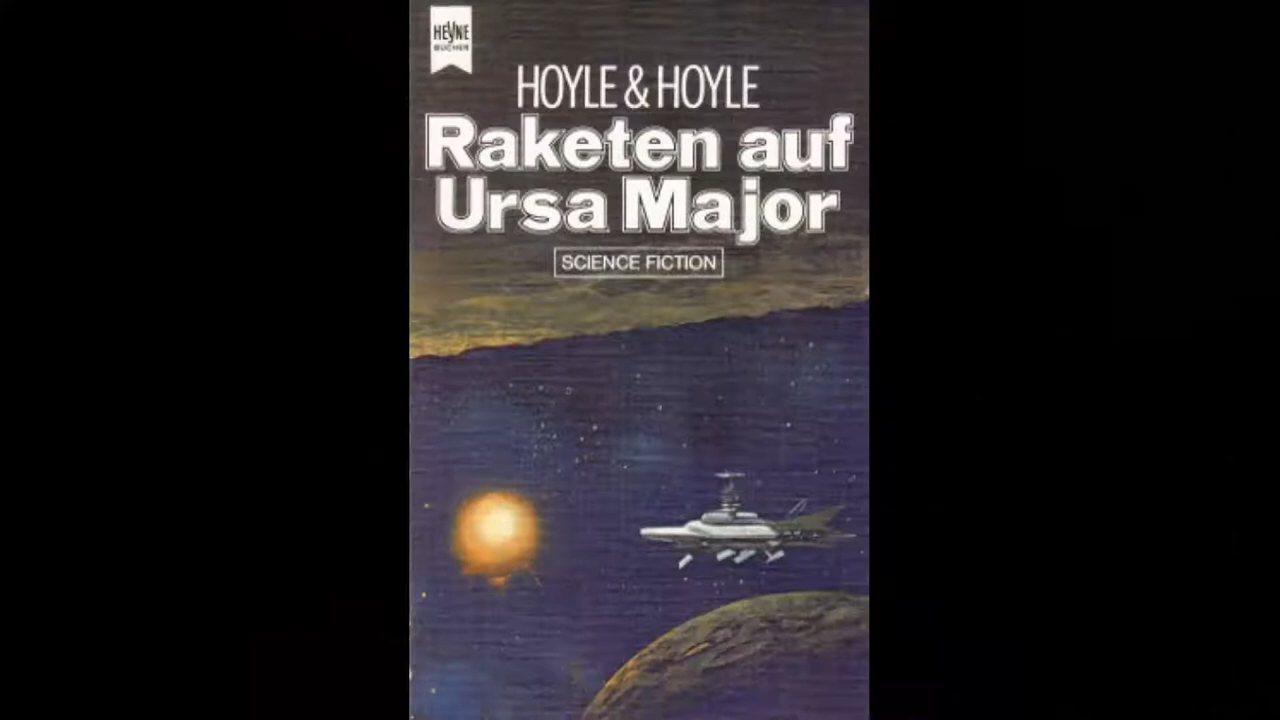 HEYNE
BÜCHER
HOYLE & HOYLE
Raketen auf
Ursa Major
SCIENCE FICTION